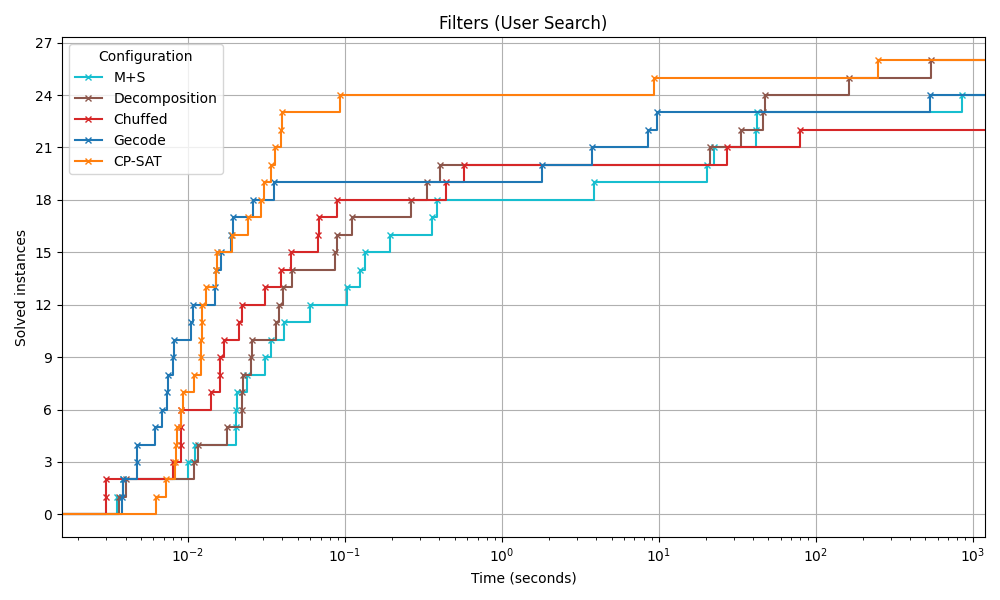 Filters (User Search)
Configuration
M+S
Decomposition
Chuffed
Gecode
CP-SAT
Solved instances
27
24
21
18
15
12
9
6
3
0
10⁻² 10⁻¹ 10⁰ 10¹ 10² 10³
Time (seconds)